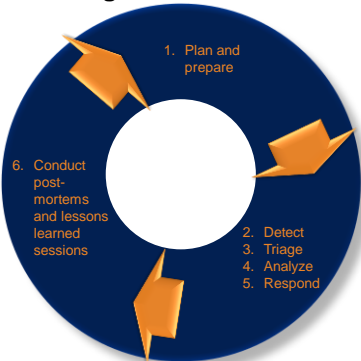 1. Plan and
prepare
2. Detect
3. Triage
4. Analyze
5. Respond
6. Conduct
post-
mortems
and lessons
learned
sessions